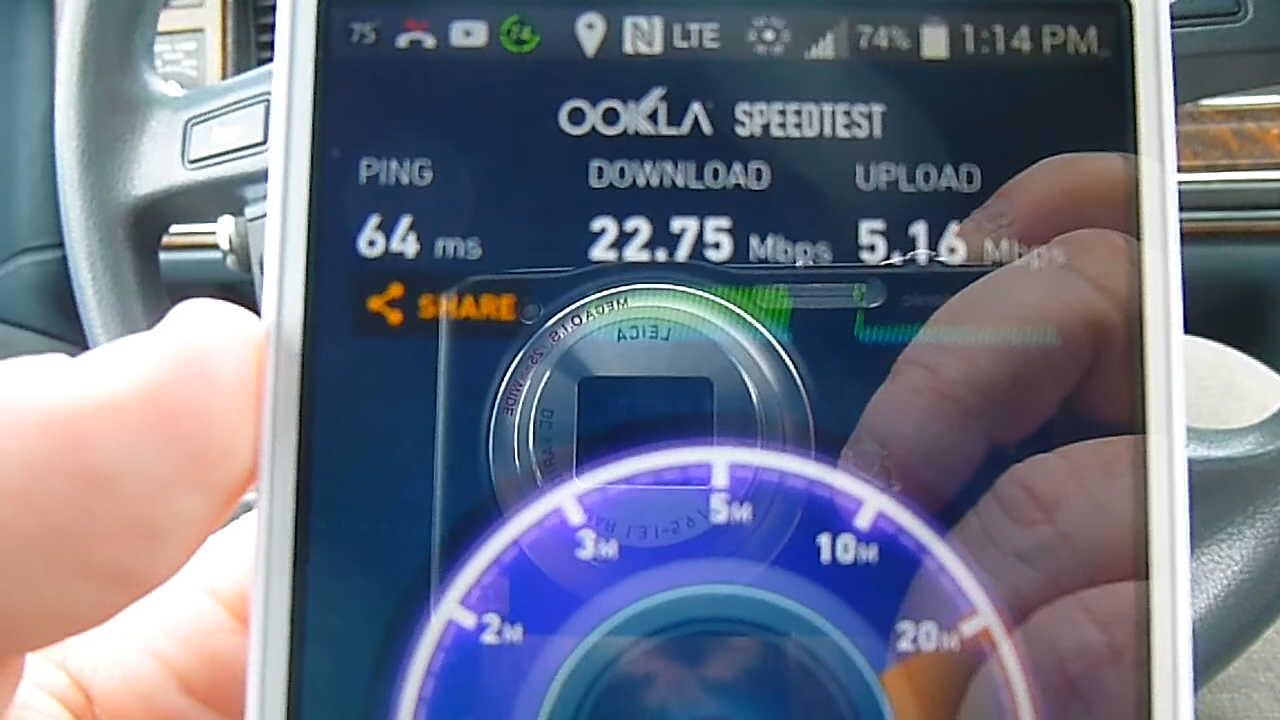 75° LTE 74% 1:14 PM
OOKLA SPEEDTEST
PING DOWNLOAD UPLOAD
64 ms 22.75 Mbps 5.16 Mbps
SHARE
LEICA
2M 3M 5M 10M 20M